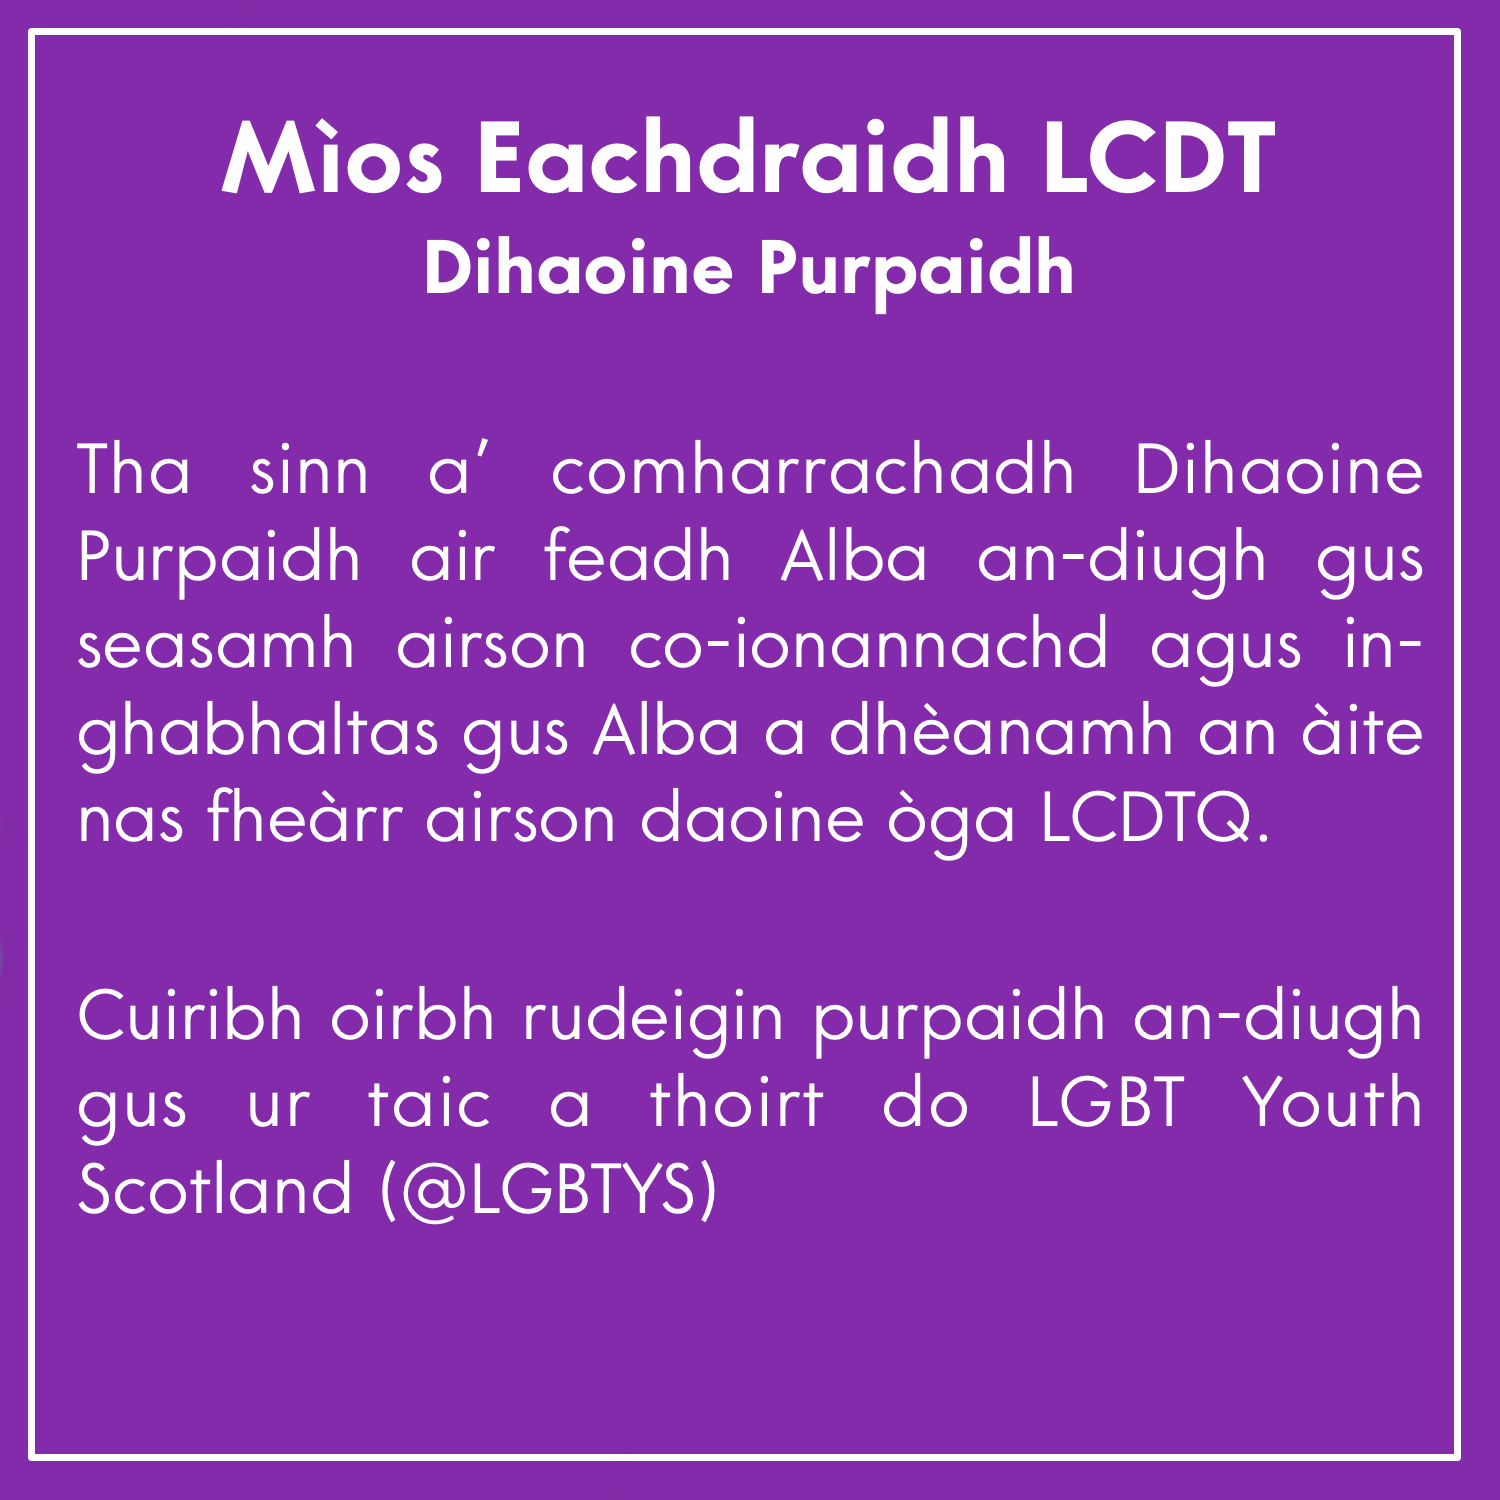 Mìos Eachdraidh LCDT
Dihaoine Purpaidh
Tha sinn a’ comharrachadh Dihaoine
Purpaidh air feadh Alba an-diugh gus
seasamh airson co-ionannachd agus in-
ghabhaltas gus Alba a dhèanamh an àite
nas fheàrr airson daoine òga LCDTQ.
Cuiribh oirbh rudeigin purpaidh an-diugh
gus ur taic a thoirt do LGBT Youth
Scotland (@LGBTYS)